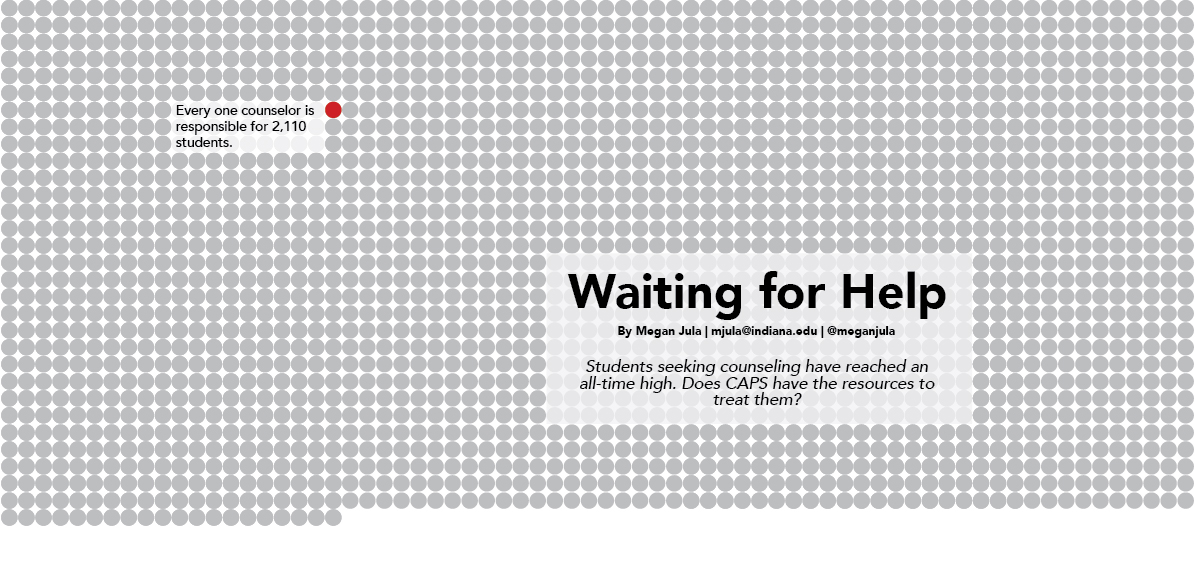 Every one counselor is
responsible for 2,110
students.
Waiting for Help
By Megan Jula | mjula@indiana.edu | @meganjula
Students seeking counseling have reached an
all-time high. Does CAPS have the resources to
treat them?